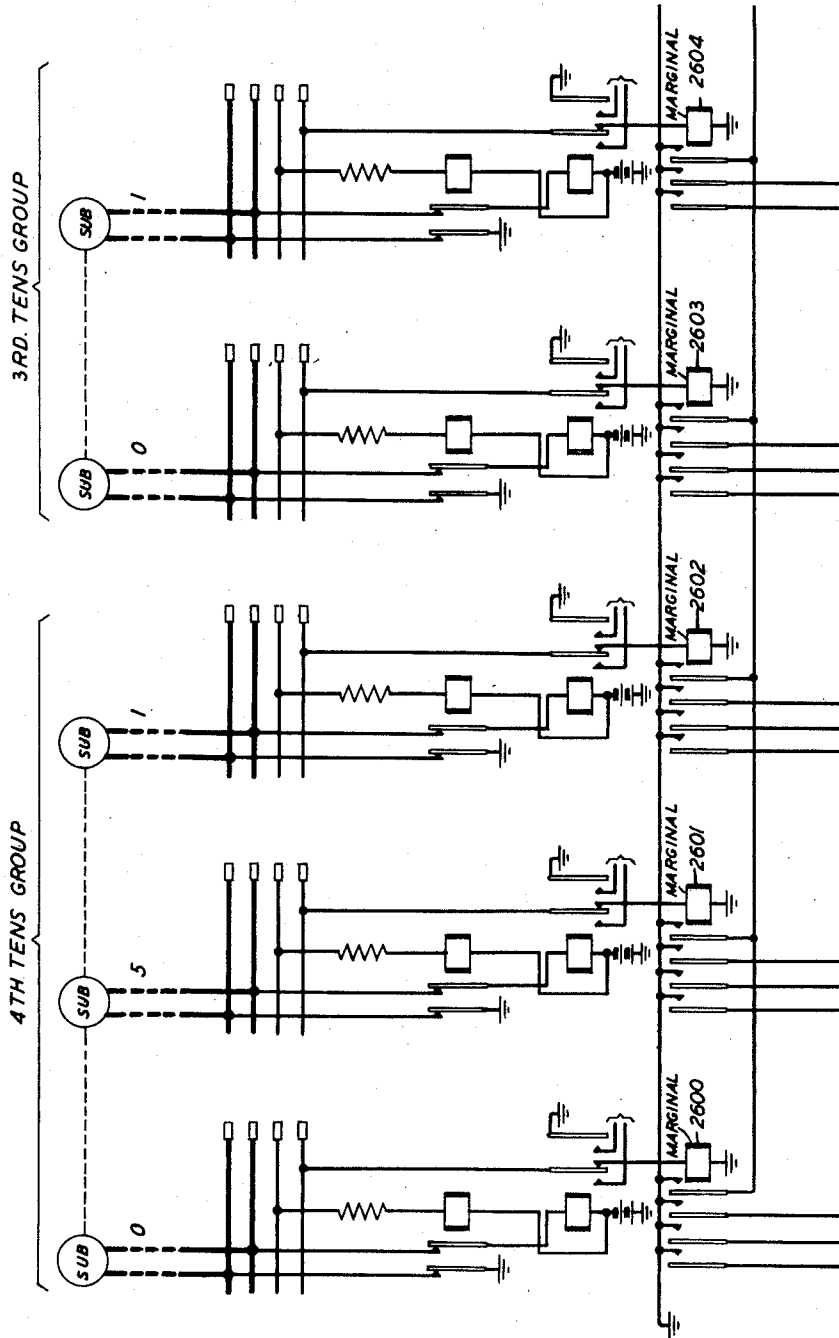 4TH TENS GROUP
3RD. TENS GROUP
SUB
SUB
SUB
SUB
SUB
0
5
1
0
1
MARGINAL
2600
MARGINAL
2601
MARGINAL
2602
MARGINAL
2603
MARGINAL
2604